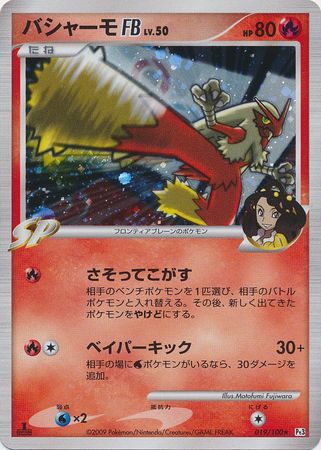 バシャーモFB LV.50 HP80
たね
SP
フロンティアブレーンのポケモン
さそってこがす
相手のベンチポケモンを1匹選び、相手のバトル
ポケモンと入れ替える。その後、新しく出てきた
ポケモンをやけどにする。
ベイパーキック 30+
相手の場に ポケモンがいるなら、30ダメージを
追加。
Illus.Motofumi Fujiwara
弱点 抵抗力 にげる
×2
1
EDITION
©2009 Pokémon/Nintendo/Creatures/GAME FREAK
Pt3
019/100★